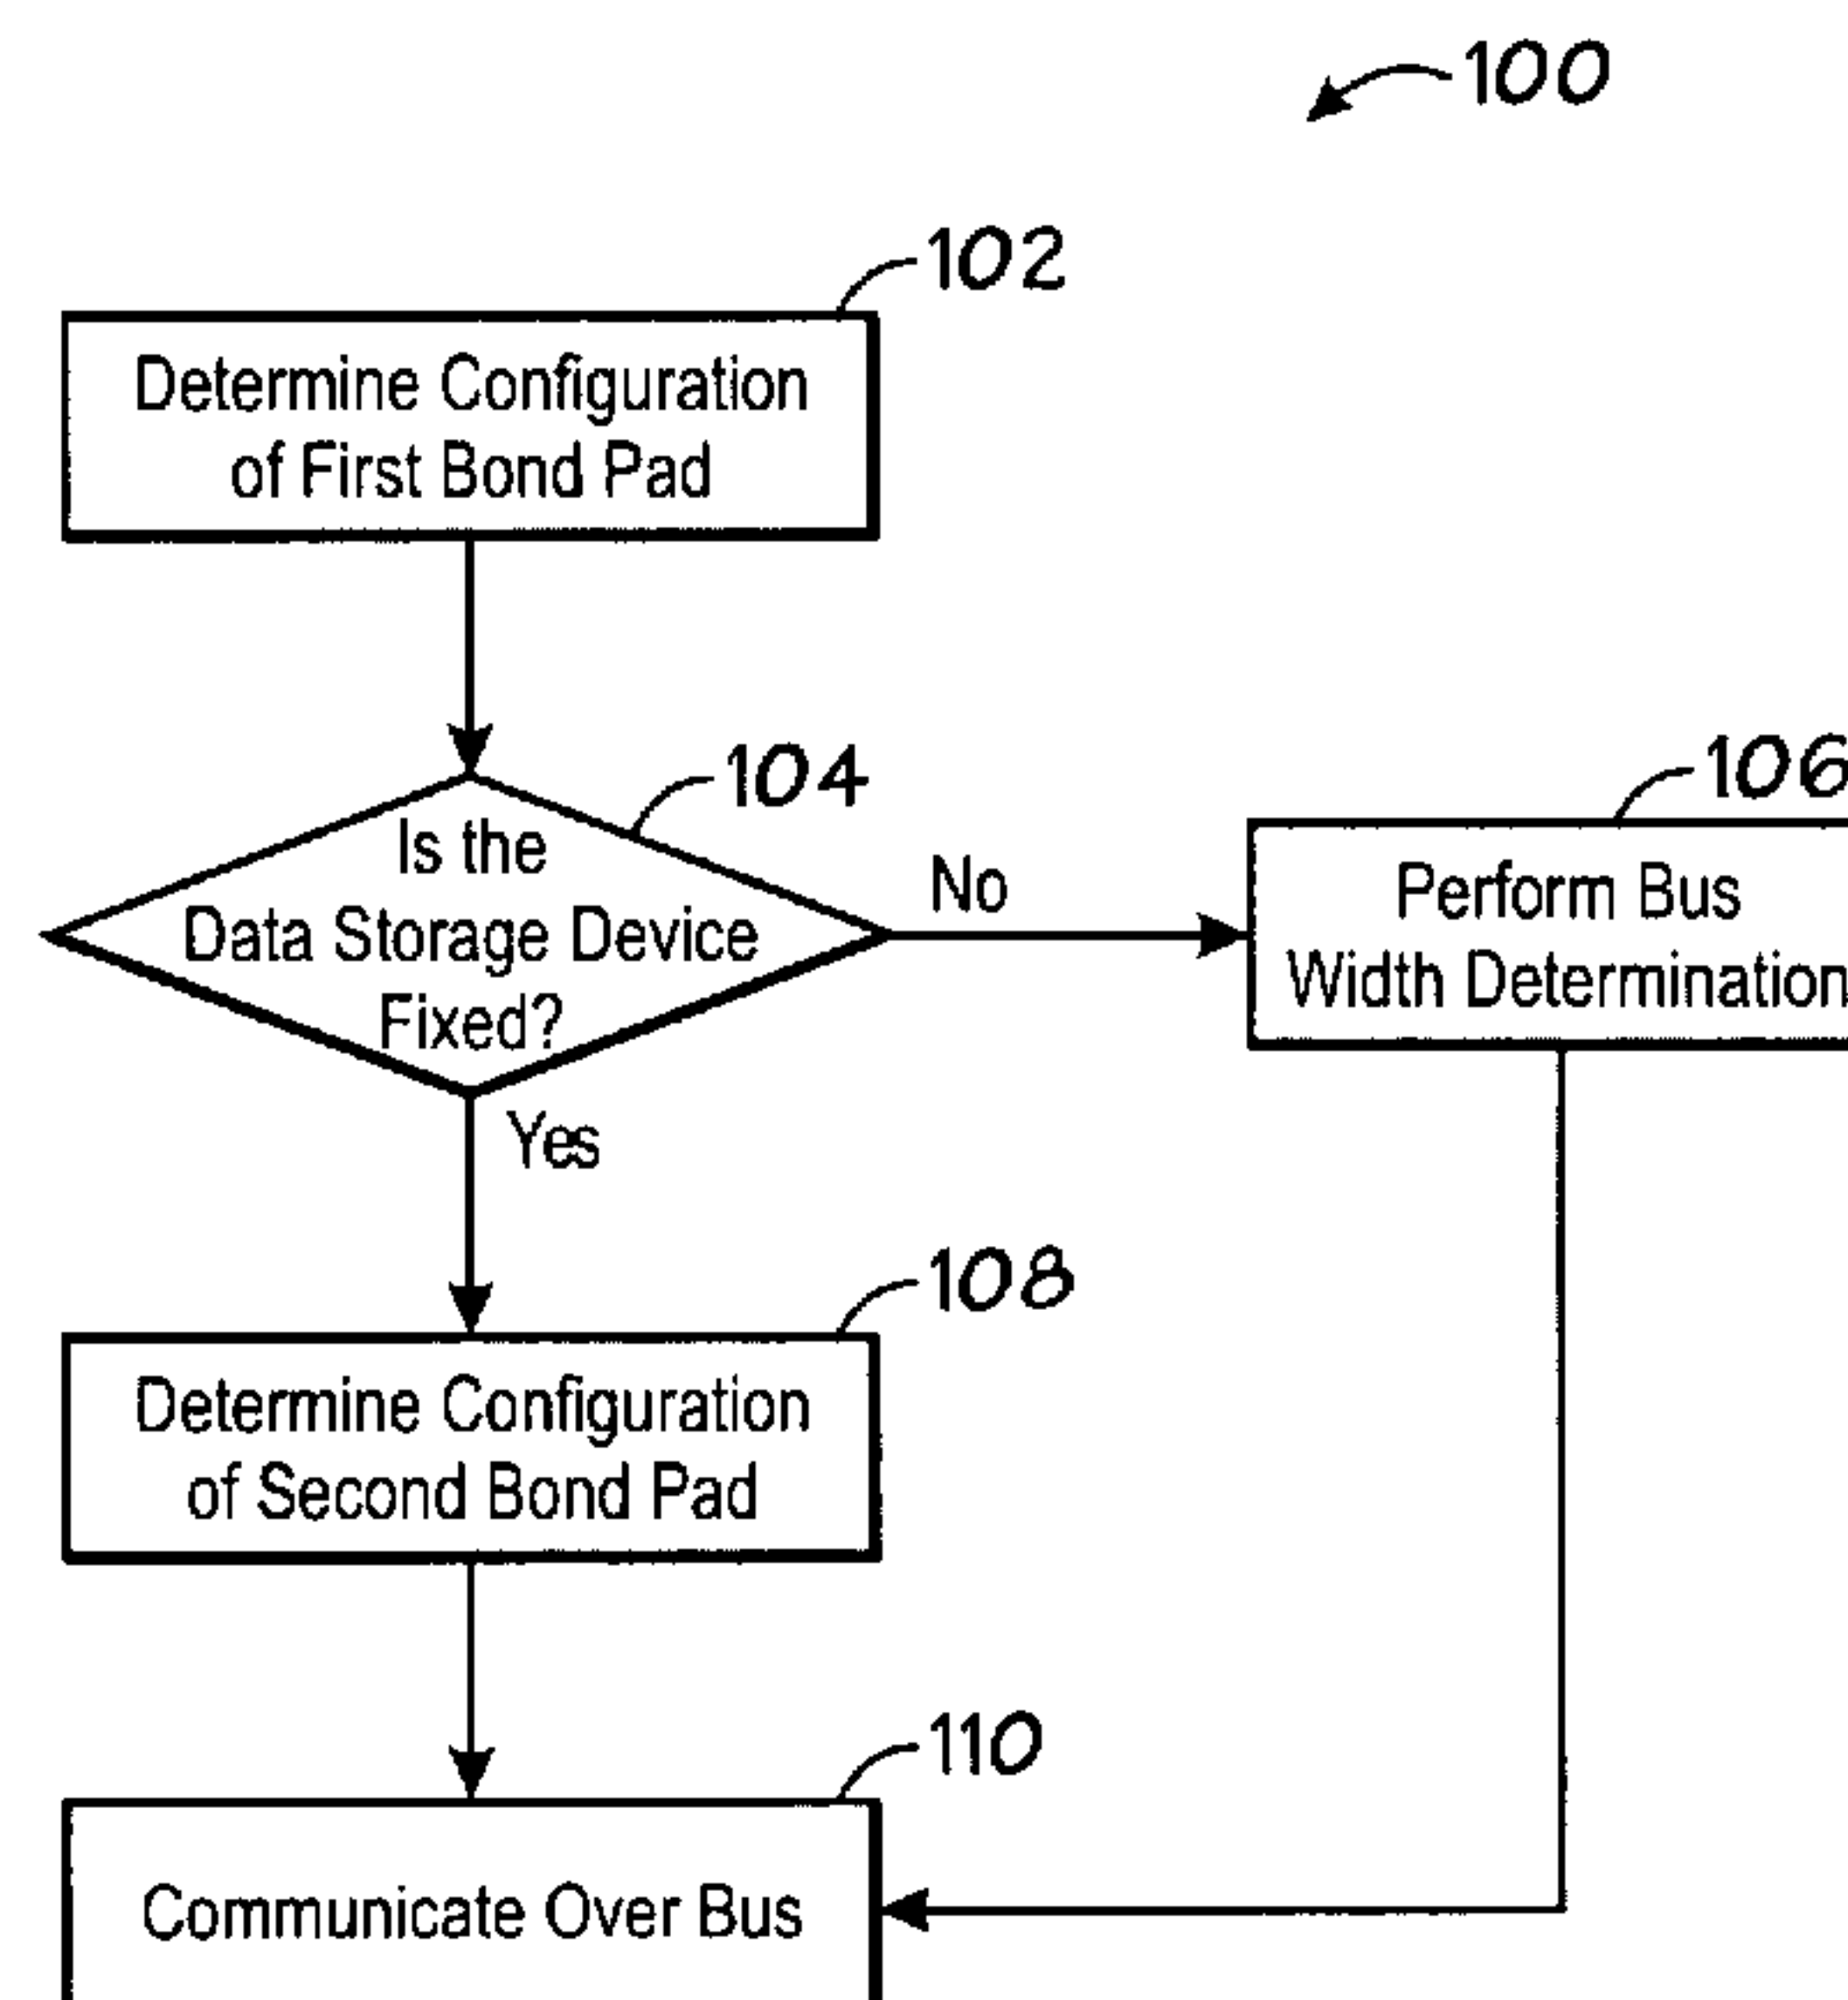 100
102
Determine Configuration
of First Bond Pad
104
Is the
Data Storage Device
Fixed?
No
106
Perform Bus
Width Determination
Yes
108
Determine Configuration
of Second Bond Pad
110
Communicate Over Bus